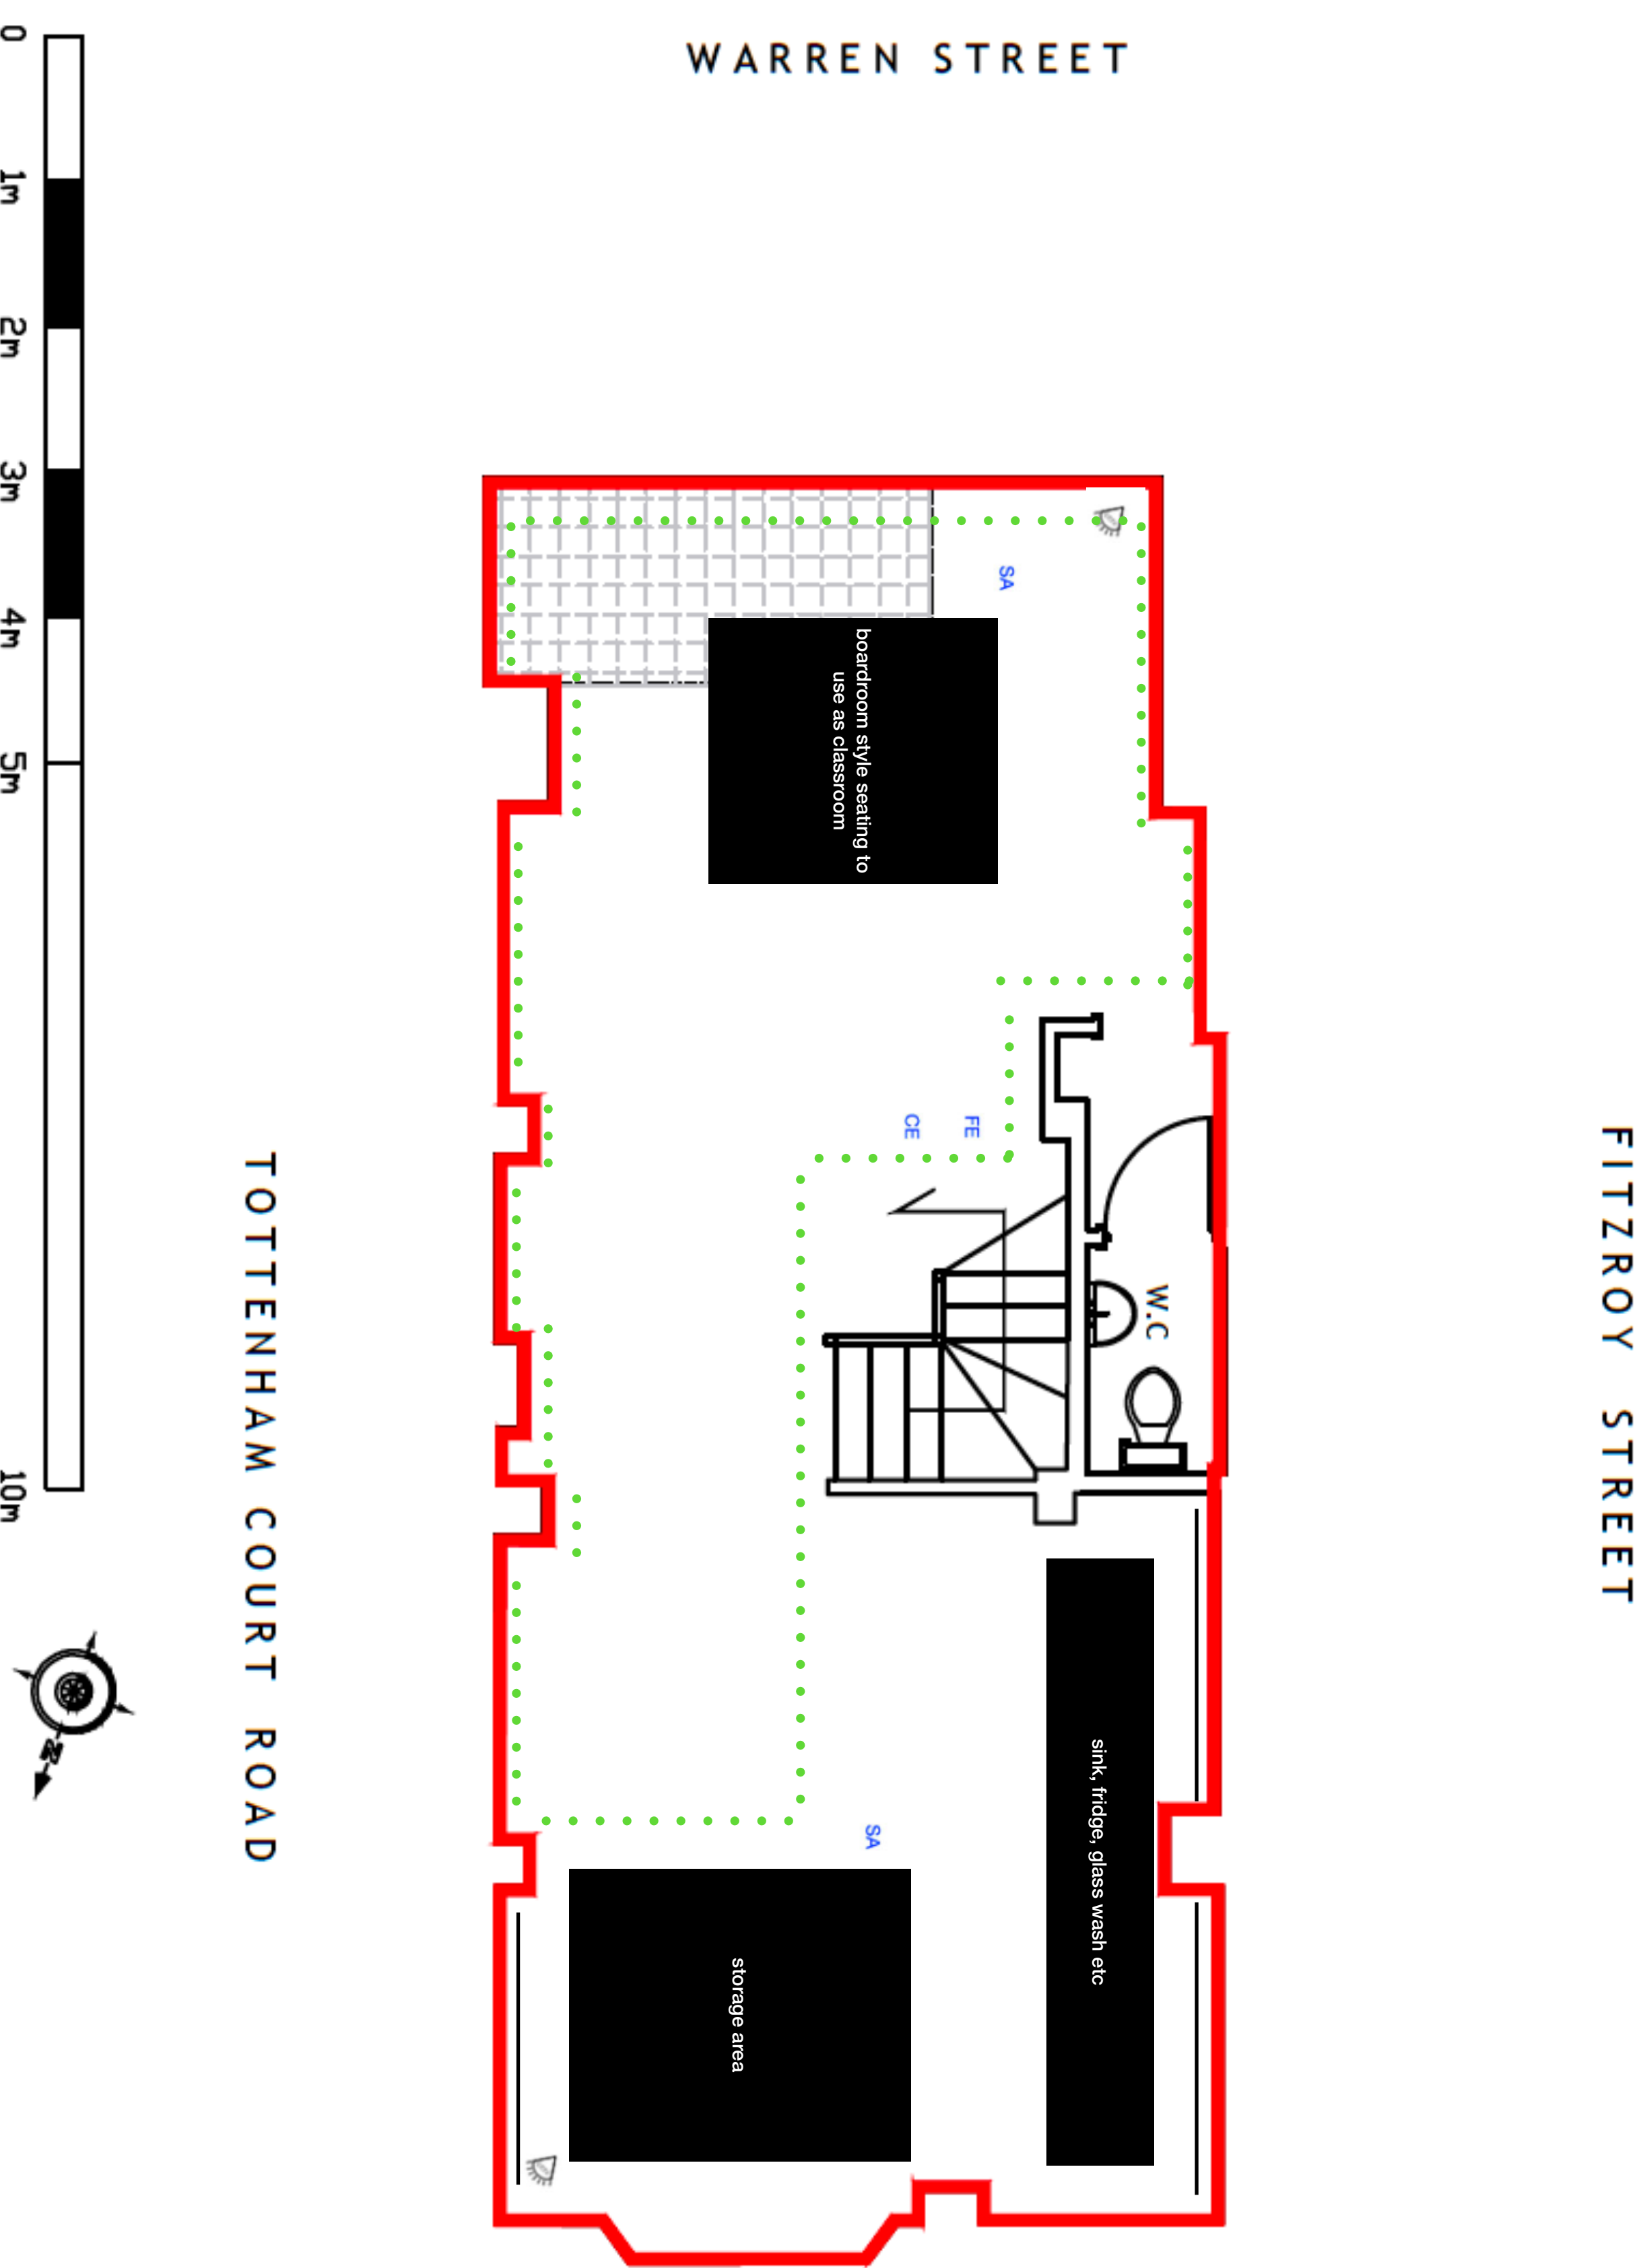 WARREN STREET
0
1m
2m
3m
4m
5m
10m
SA
boardroom style seating to
use as classroom
CE
FE
W.C
FITZROY STREET
TOTTENHAM COURT ROAD
sink, fridge, glass wash etc
SA
storage area
N